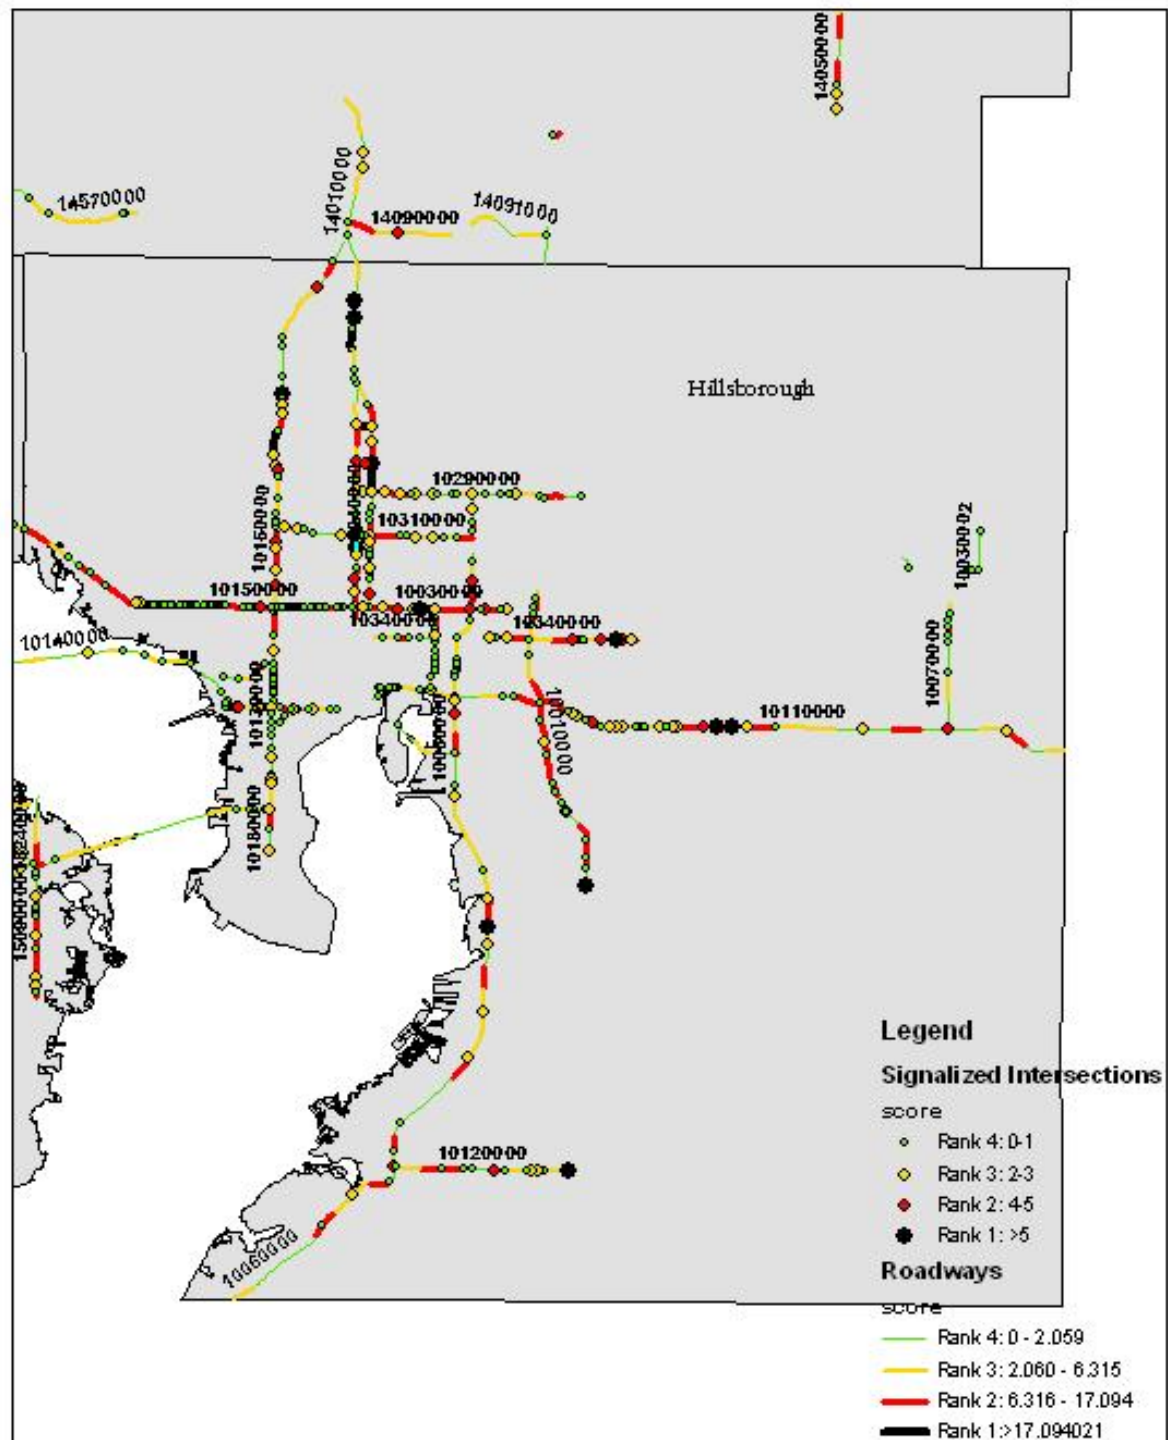 14050000
14010000
14570000
14090000
14091000
Hillsborough
10290000
10310000
10160000
10030002
10150000
10030000
10340000
10340000
10140000
10070000
10110000
10130000
10060000
10180000
Legend
Signalized Intersections
score
Rank 4: 0-1
Rank 3: 2-3
Rank 2: 4-5
Rank 1: >5
10120000
10060000
Roadways
score
Rank 4: 0 - 2.059
Rank 3: 2.060 - 6.315
Rank 2: 6.316 - 17.094
Rank 1:>17.094021